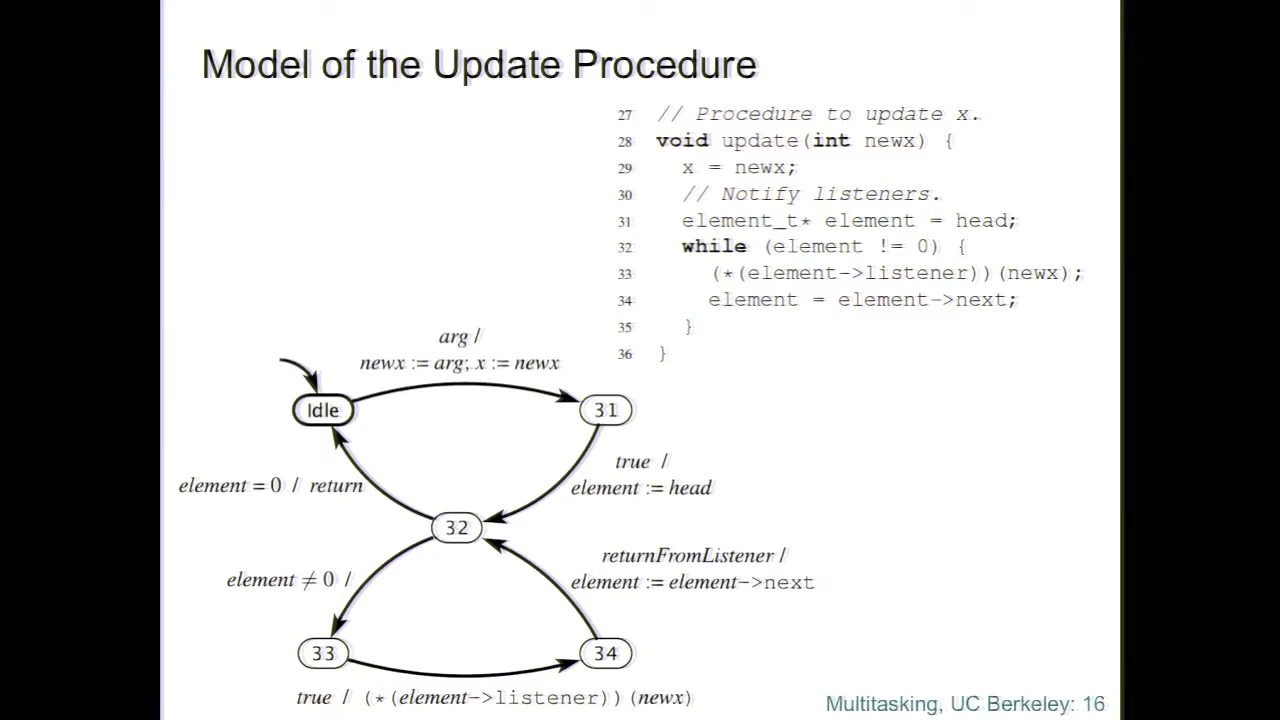 Model of the Update Procedure
27 // Procedure to update x.
28 void update(int newx) {
29 x = newx;
30 // Notify listeners.
31 element_t* element = head;
32 while (element != 0) {
33 (*(element->listener))(newx);
34 element = element->next;
35 }
36 }
arg /
newx := arg; x := newx
Idle
31
true /
element := head
element = 0 / return
32
returnFromListener /
element := element->next
element ≠ 0 /
33
34
true / (*(element->listener))(newx)
Multitasking, UC Berkeley: 16